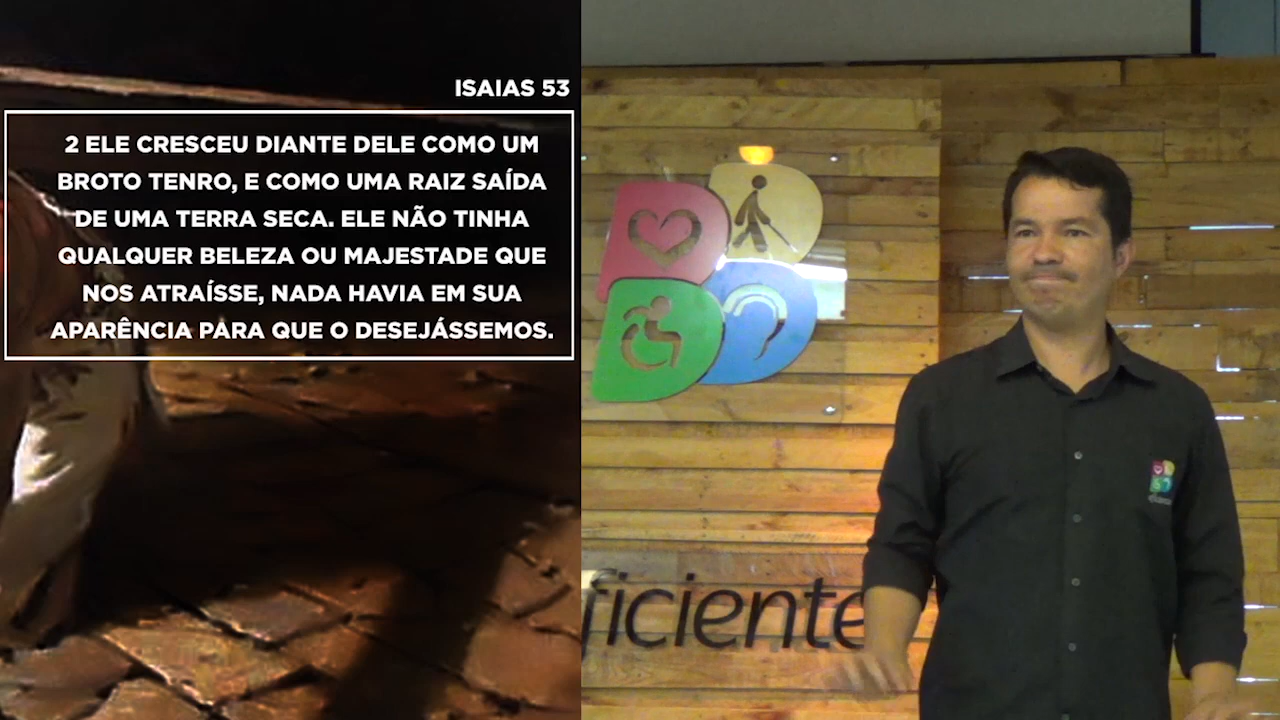 ISAIAS 53
2 ELE CRESCEU DIANTE DELE COMO UM
BROTO TENRO, E COMO UMA RAIZ SAÍDA
DE UMA TERRA SECA. ELE NÃO TINHA
QUALQUER BELEZA OU MAJESTADE QUE
NOS ATRAÍSSE, NADA HAVIA EM SUA
APARÊNCIA PARA QUE O DESEJÁSSEMOS.
ficiente